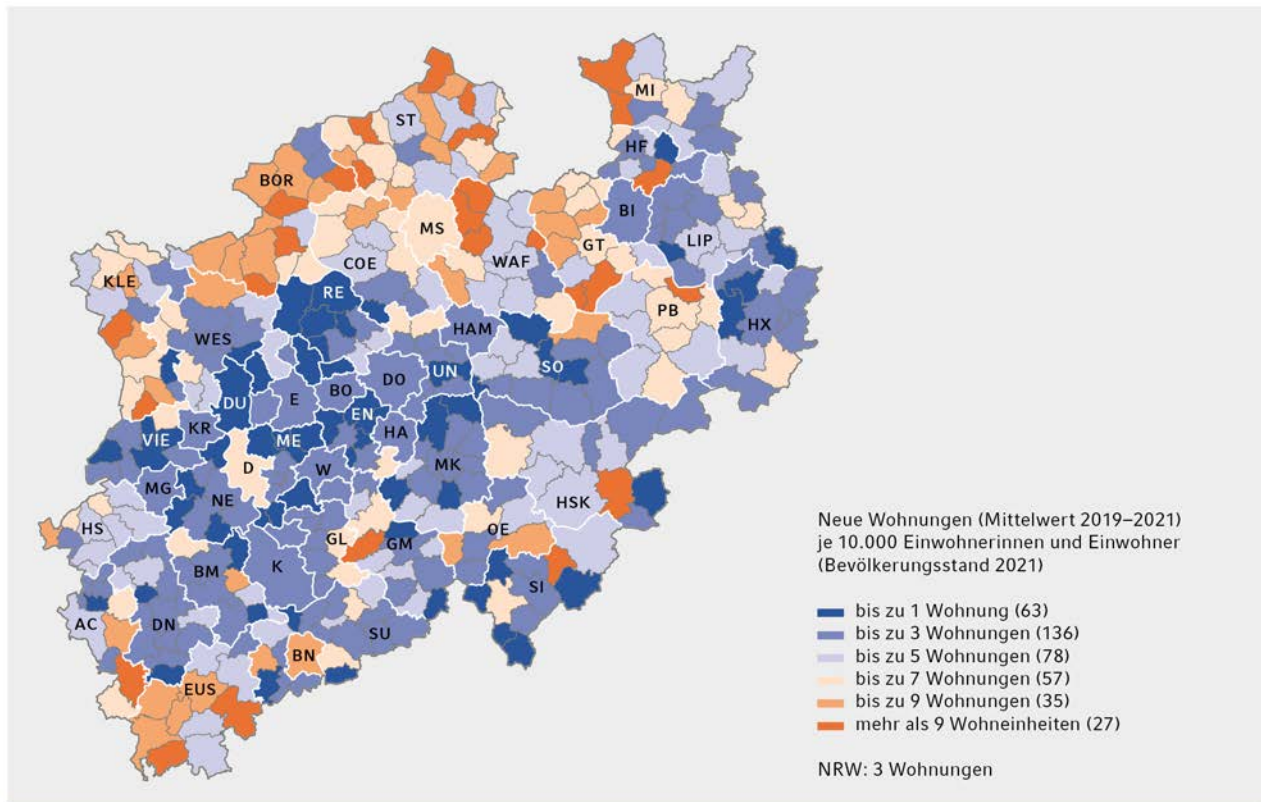 MI
ST
HF
BOR
BI
MS
GT
LIP
WAF
COE
KLE
RE
PB
HX
HAM
WES
SO
UN
DO
BO
E
DU
EN
KR
HA
VIE
ME
D
W
MK
MG
NE
HSK
HS
OE
GL
GM
K
BM
SI
AC
DN
SU
BN
EUS
Neue Wohnungen (Mittelwert 2019–2021)
je 10.000 Einwohnerinnen und Einwohner
(Bevölkerungsstand 2021)
bis zu 1 Wohnung (63)
bis zu 3 Wohnungen (136)
bis zu 5 Wohnungen (78)
bis zu 7 Wohnungen (57)
bis zu 9 Wohnungen (35)
mehr als 9 Wohneinheiten (27)
NRW: 3 Wohnungen